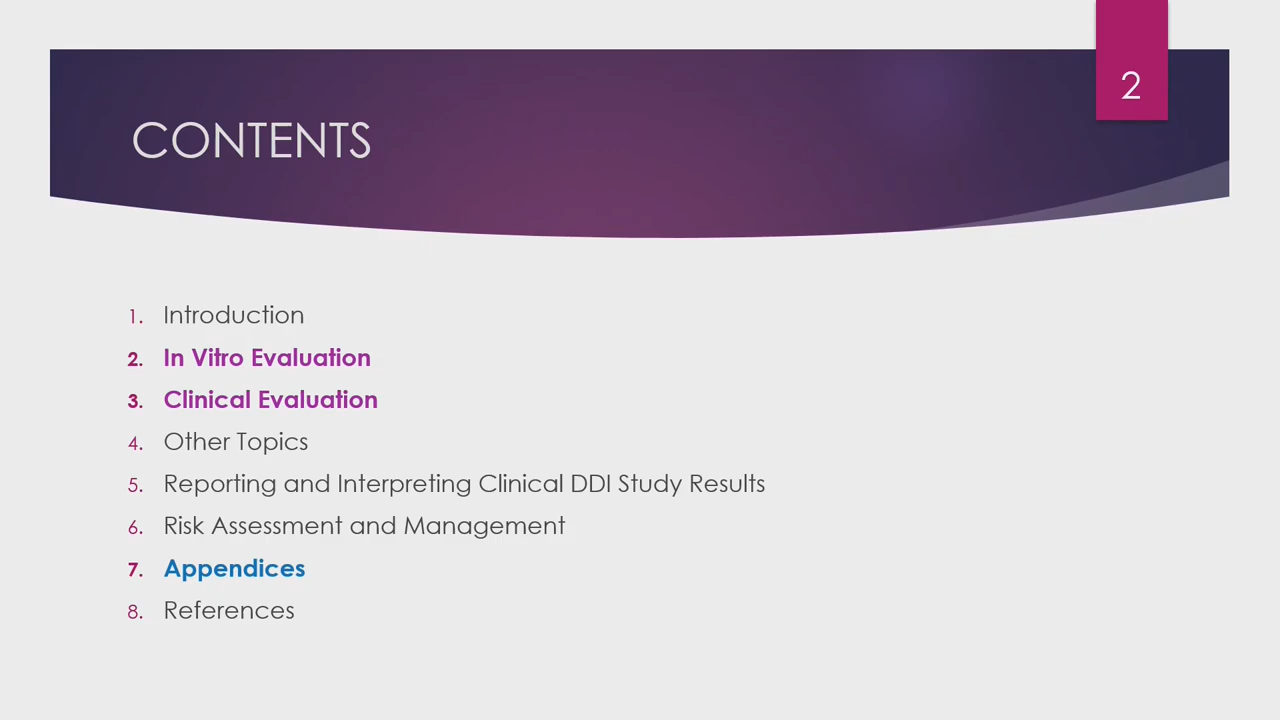 2
CONTENTS
1. Introduction
2. In Vitro Evaluation
3. Clinical Evaluation
4. Other Topics
5. Reporting and Interpreting Clinical DDI Study Results
6. Risk Assessment and Management
7. Appendices
8. References